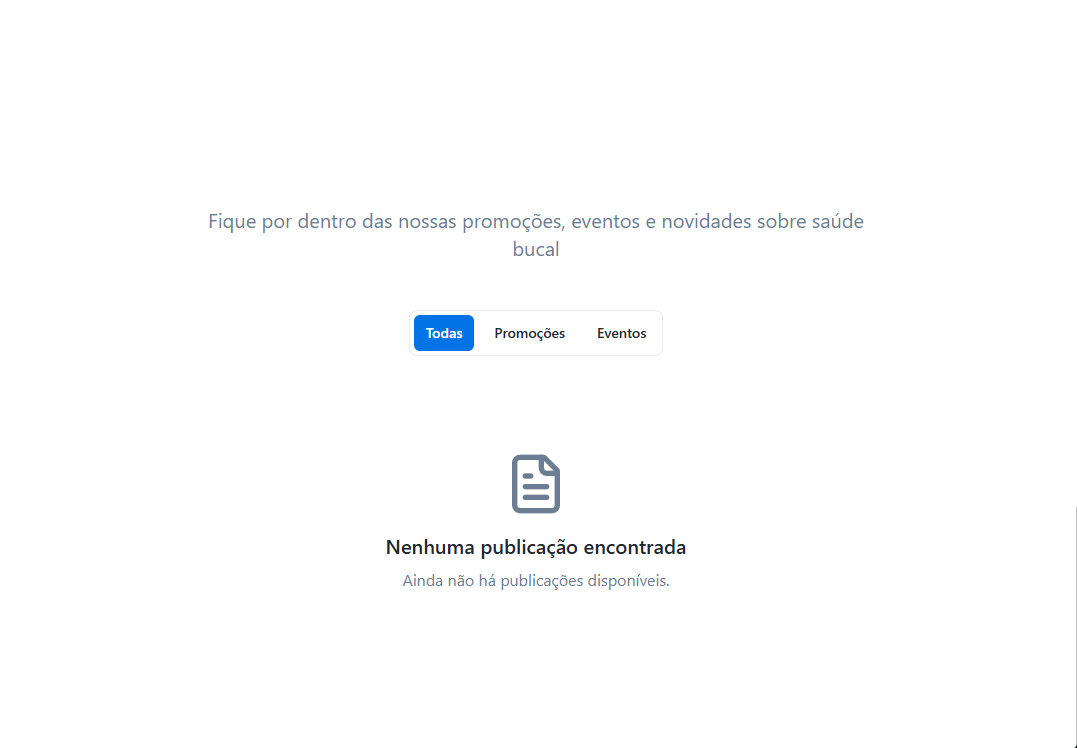 Fique por dentro das nossas promoções, eventos e novidades sobre saúde
bucal
Todas Promoções Eventos
Nenhuma publicação encontrada
Ainda não há publicações disponíveis.